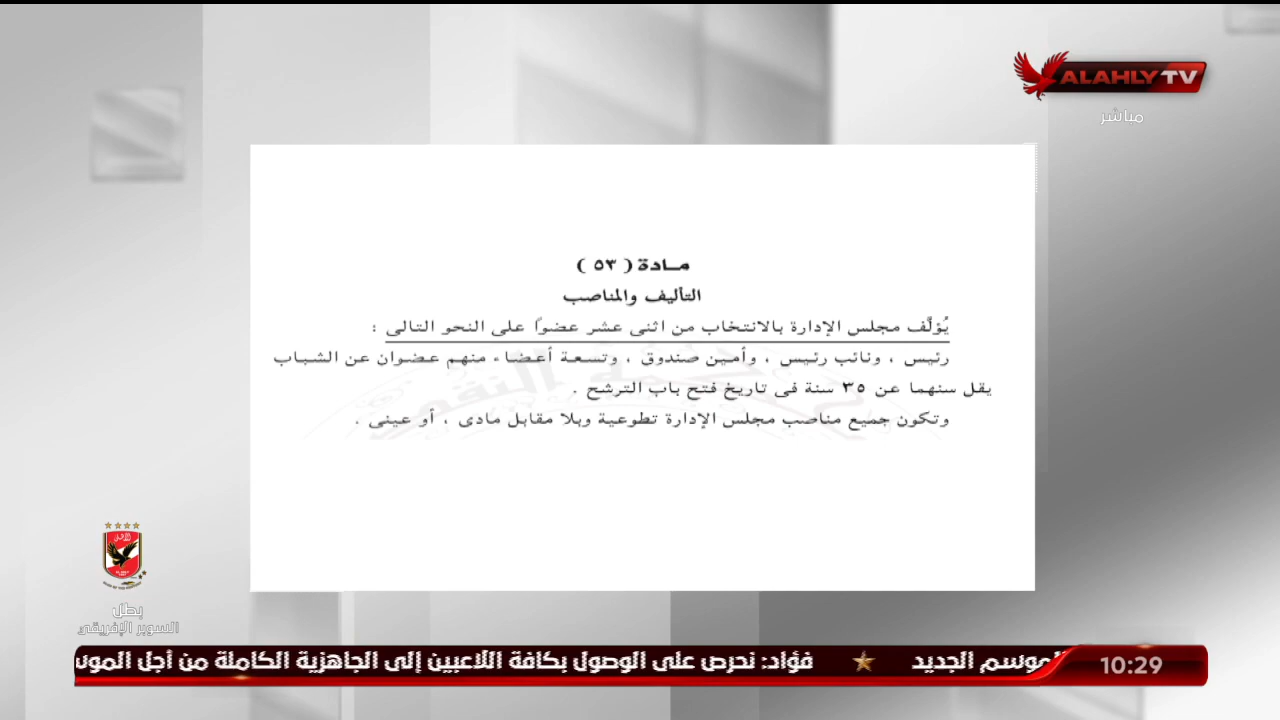 ALAHLY TV
مباشر
مـادة ( ٥٣ )
التأليف والمناصب
يُؤلَّف مجلس الإدارة بالانتخاب من اثنى عشر عضوًا على النحو التالى :
رئيس ، ونائب رئيس ، وأمين صندوق ، وتسعة أعضاء منهم عضوان عن الشباب
يقل سنهما عن ٣٥ سنة فى تاريخ فتح باب الترشح .
وتكون جميع مناصب مجلس الإدارة تطوعية وبلا مقابل مادى ، أو عينى .
بطل
السوبر الإفريقي
الموسم الجديد ★ فؤاد: نحرص على الوصول بكافة اللاعبين إلى الجاهزية الكاملة من أجل
10:29